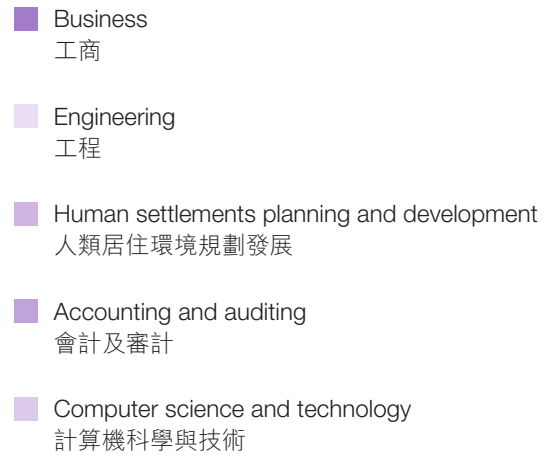 Business
工商
Engineering
工程
Human settlements planning and development
人類居住環境規劃發展
Accounting and auditing
會計及審計
Computer science and technology
計算機科學與技術